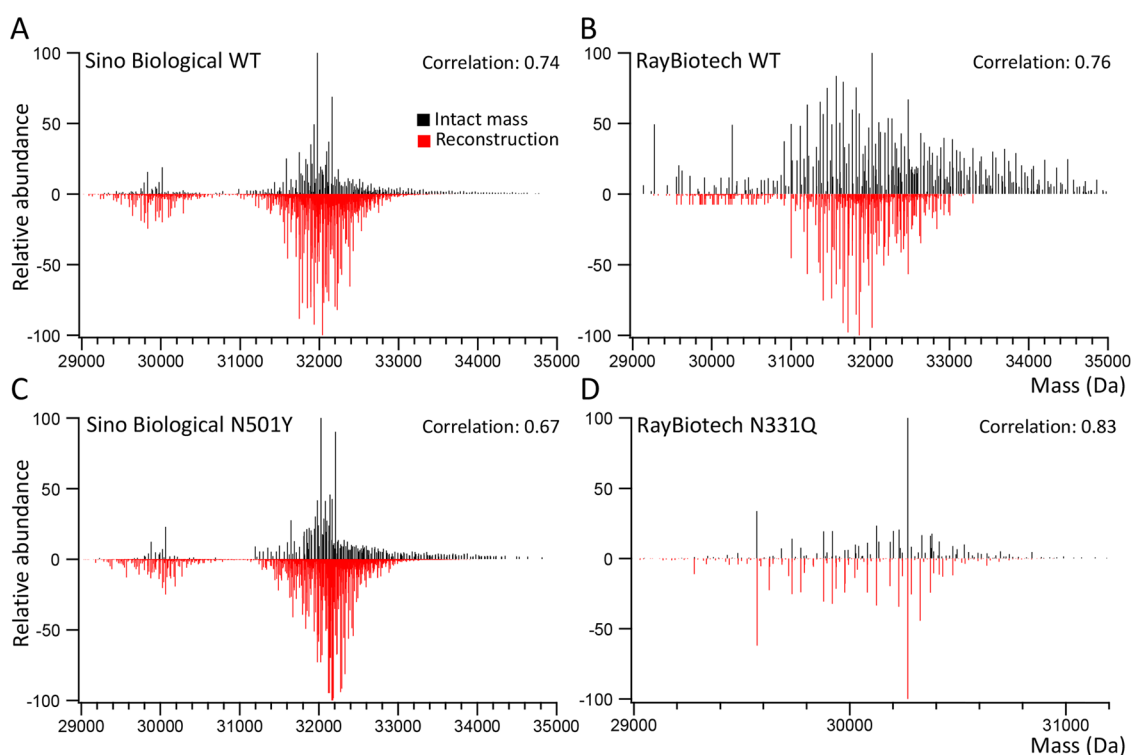 A
Sino Biological WT
Correlation: 0.74
Intact mass
Reconstruction
Relative abundance
100
50
0
-50
-100
29000 30000 31000 32000 33000 34000 35000
B
RayBiotech WT
Correlation: 0.76
100
50
0
-50
-100
29000 30000 31000 32000 33000 34000 35000
Mass (Da)
C
Sino Biological N501Y
Correlation: 0.67
Relative abundance
100
50
0
-50
-100
29000 30000 31000 32000 33000 34000 35000
D
RayBiotech N331Q
Correlation: 0.83
100
50
0
-50
-100
29000 30000 31000
Mass (Da)